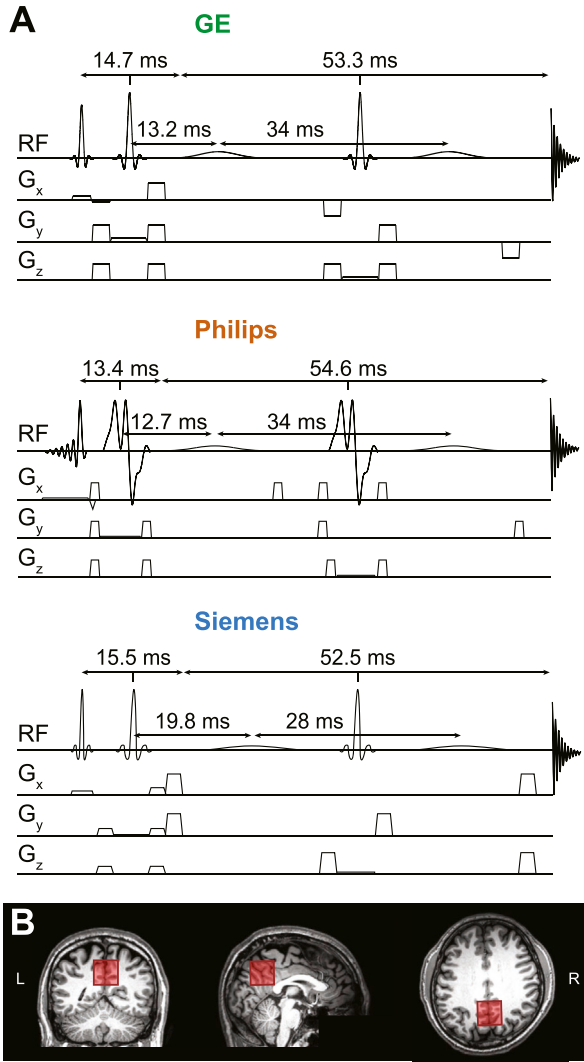 A
GE
14.7 ms 53.3 ms
13.2 ms 34 ms
RF
Gx
Gy
Gz
Philips
13.4 ms 54.6 ms
12.7 ms 34 ms
RF
Gx
Gy
Gz
Siemens
15.5 ms 52.5 ms
19.8 ms 28 ms
RF
Gx
Gy
Gz
B
L R